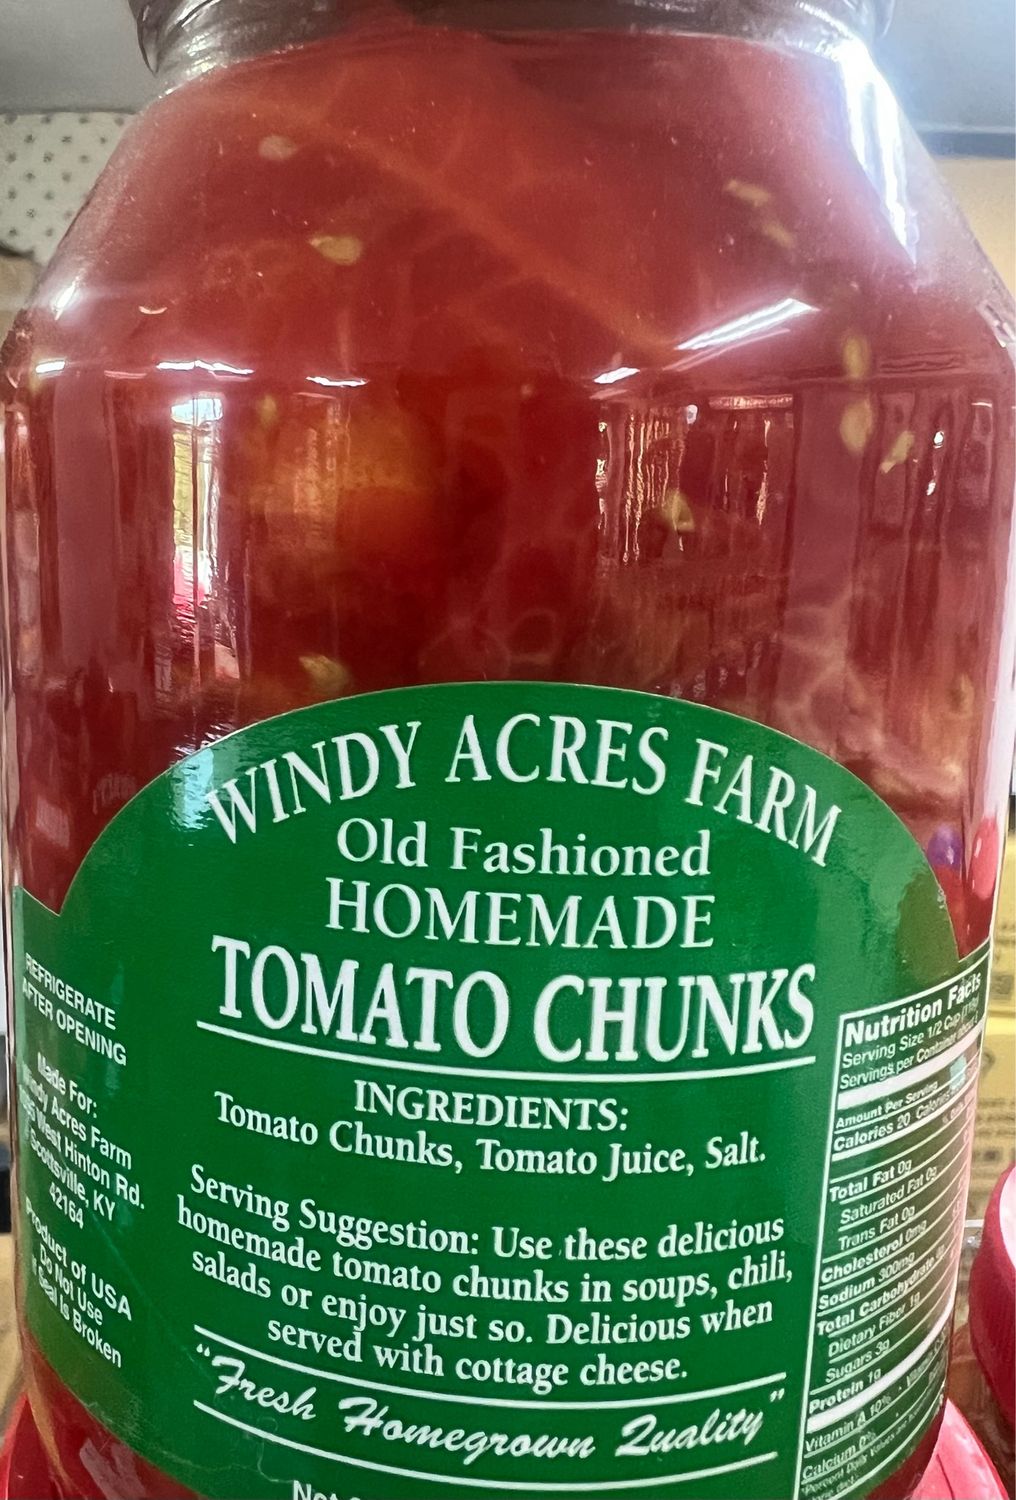 WINDY ACRES FARM
Old Fashioned
HOMEMADE
TOMATO CHUNKS
INGREDIENTS:
Tomato Chunks, Tomato Juice, Salt.
Serving Suggestion: Use these delicious
homemade tomato chunks in soups, chili,
salads or enjoy just so. Delicious when
served with cottage cheese.
"Fresh Homegrown Quality"
REFRIGERATE
AFTER OPENING
Made For:
Windy Acres Farm
West Hinton Rd.
Scottsville, KY
42164
Product of USA
Do Not Use
If Seal Is Broken
Nutrition Facts
Serving Size 1/2 Cup
Servings per Container
Amount Per Serving
Calories 20
Total Fat 0g
Saturated Fat 0g
Trans Fat 0g
Cholesterol 0mg
Sodium 300mg
Total Carbohydrate
Dietary Fiber 1g
Sugars 3g
Protein 1g
Vitamin A 10%
Calcium 0%